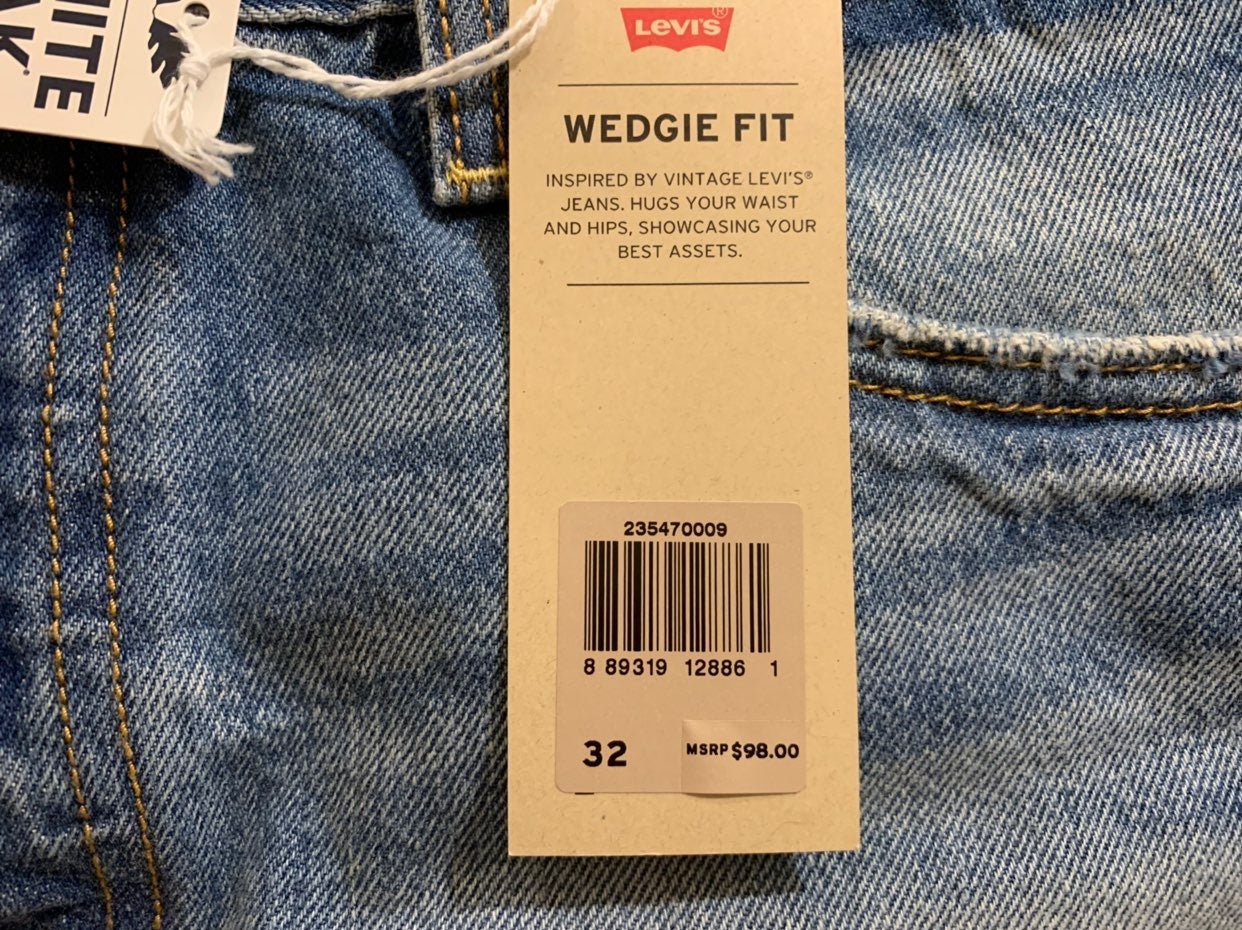 ITE
K
LEVI'S®
WEDGIE FIT
INSPIRED BY VINTAGE LEVI'S®
JEANS. HUGS YOUR WAIST
AND HIPS, SHOWCASING YOUR
BEST ASSETS.
235470009
8 89319 12886 1
32
MSRP $98.00